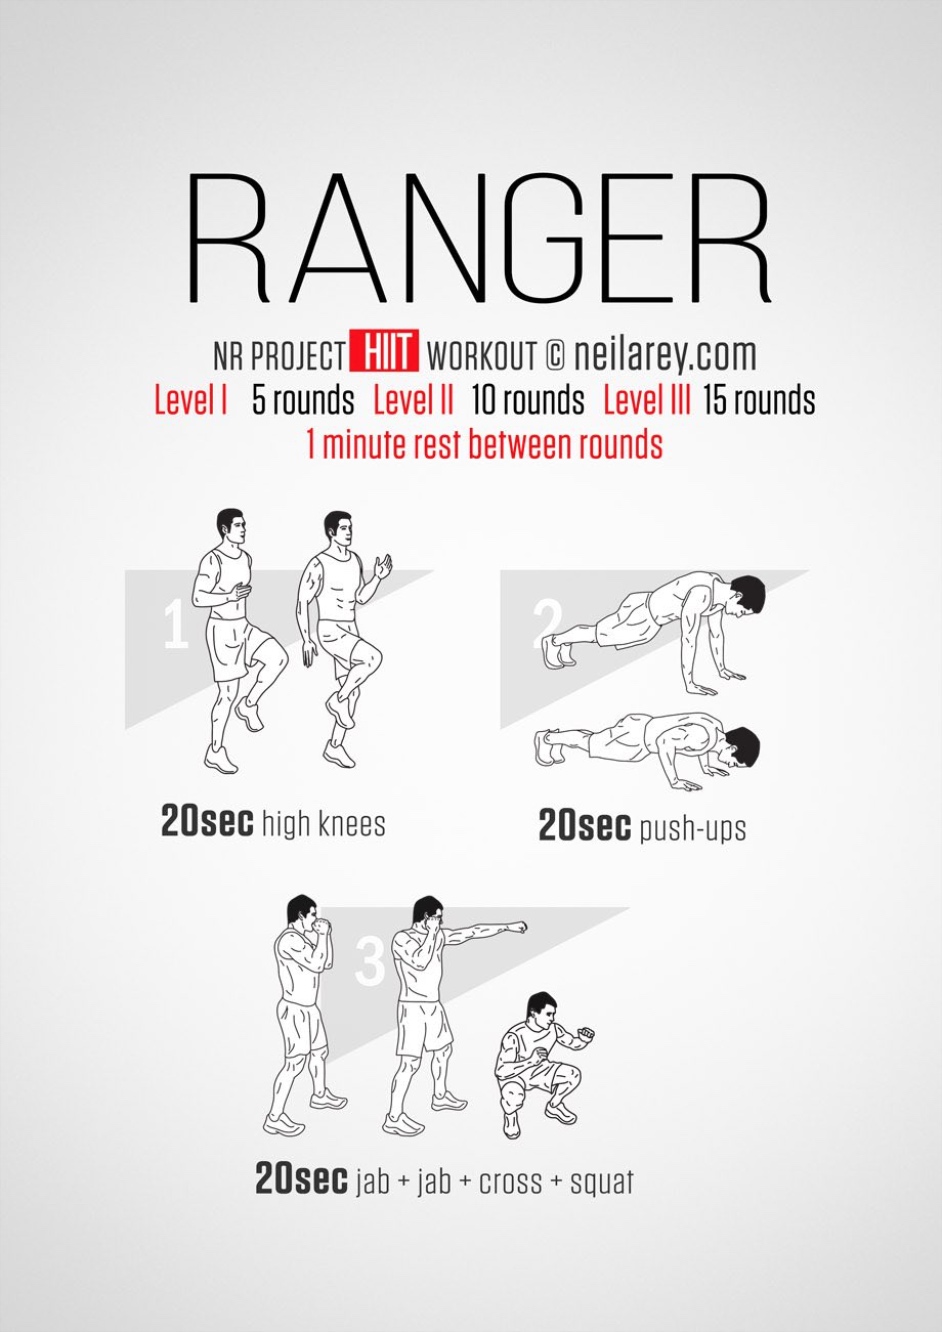 RANGER
NR PROJECT HIIT WORKOUT © neilarey.com
Level I 5 rounds Level II 10 rounds Level III 15 rounds
1 minute rest between rounds
1
2
20sec high knees
20sec push-ups
3
20sec jab + jab + cross + squat